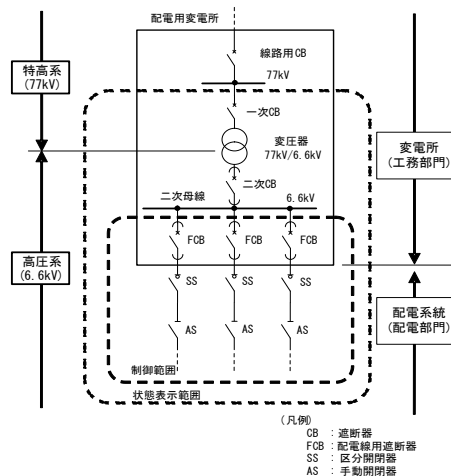 配電用変電所
線路用CB
77kV
特高系
(77kV)
一次CB
変圧器
77kV/6.6kV
変電所
(工務部門)
二次CB
二次母線
6.6kV
FCB
FCB
FCB
高圧系
(6.6kV)
SS
SS
SS
配電系統
(配電部門)
AS
AS
AS
制御範囲
状態表示範囲
(凡例)
CB : 遮断器
FCB : 配電線用遮断器
SS : 区分開閉器
AS : 手動開閉器